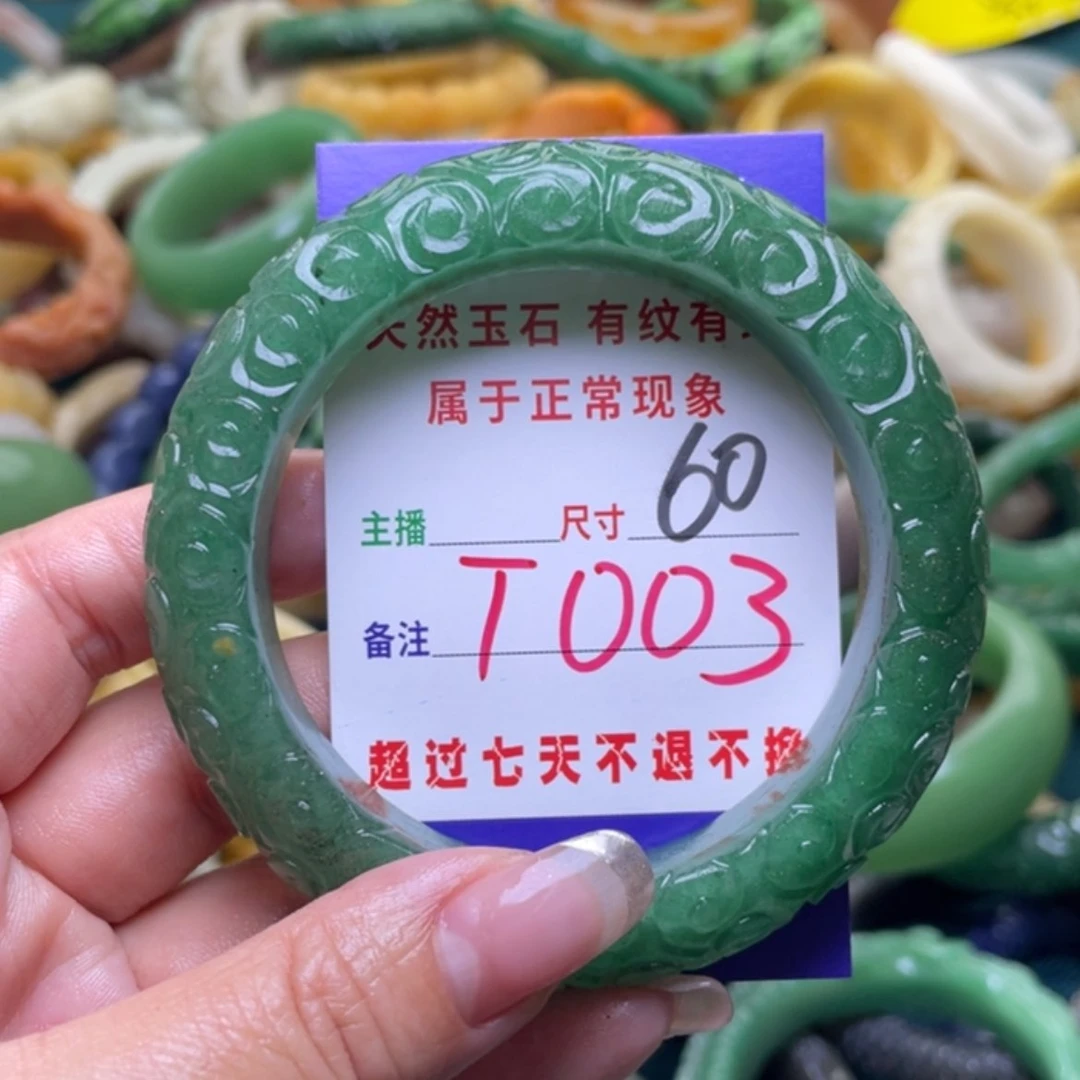 天然玉石 有纹有
属于正常现象
主播 尺寸 60
备注 T003
超过七天不退不换